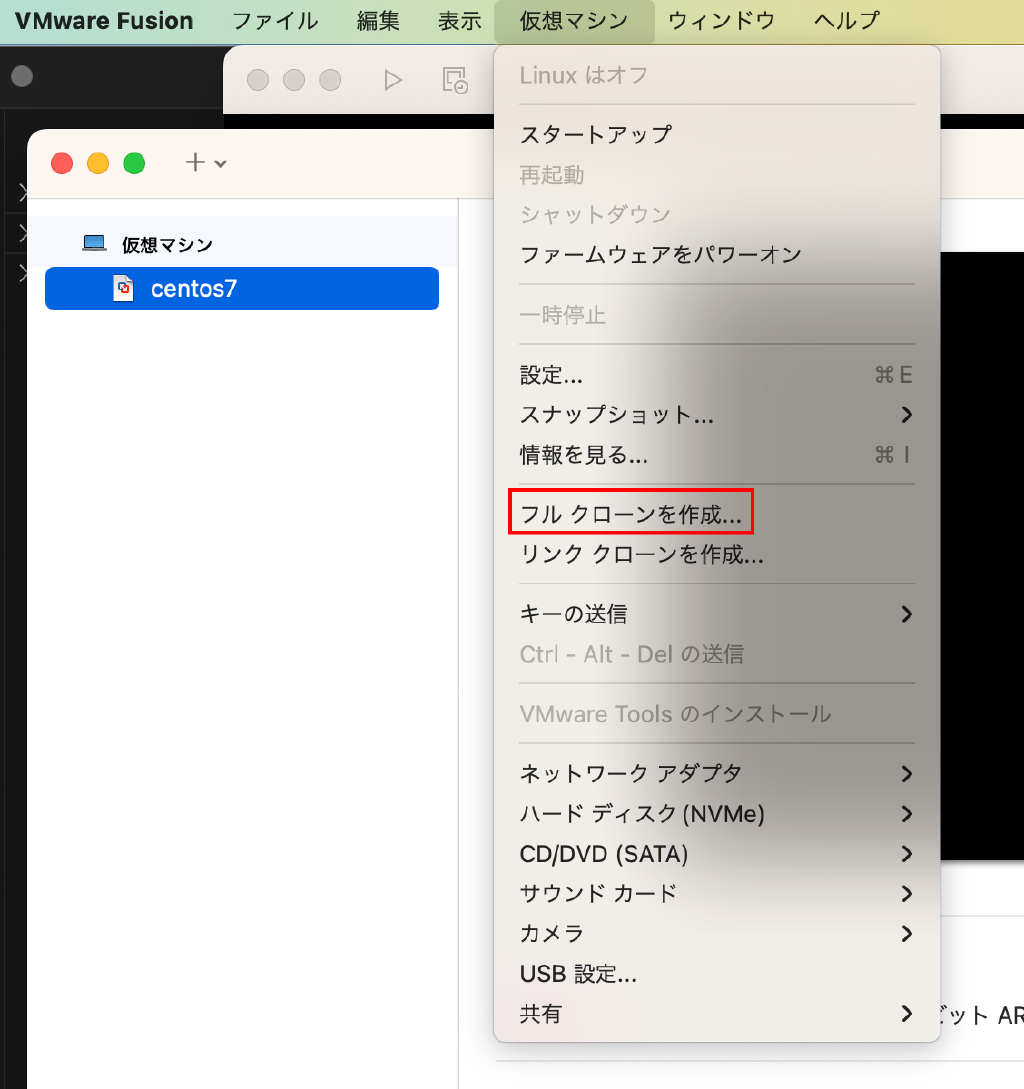 VMware Fusion ファイル 編集 表示 仮想マシン ウィンドウ ヘルプ
Linux はオフ
スタートアップ
再起動
シャットダウン
ファームウェアをパワーオン
一時停止
設定... ⌘ E
スナップショット...
情報を見る... ⌘ I
フル クローンを作成...
リンク クローンを作成...
キーの送信
Ctrl - Alt - Del の送信
VMware Tools のインストール
ネットワーク アダプタ
ハード ディスク (NVMe)
CD/DVD (SATA)
サウンド カード
カメラ
USB 設定...
共有
仮想マシン
centos7
ビット AR